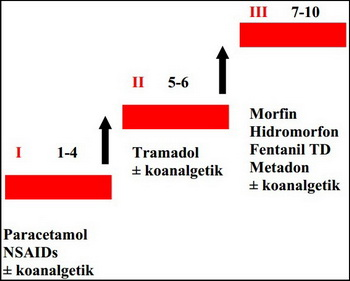 I 1-4
Paracetamol
NSAIDs
± koanalgetik
II 5-6
Tramadol
± koanalgetik
III 7-10
Morfin
Hidromorfon
Fentanil TD
Metadon
± koanalgetik